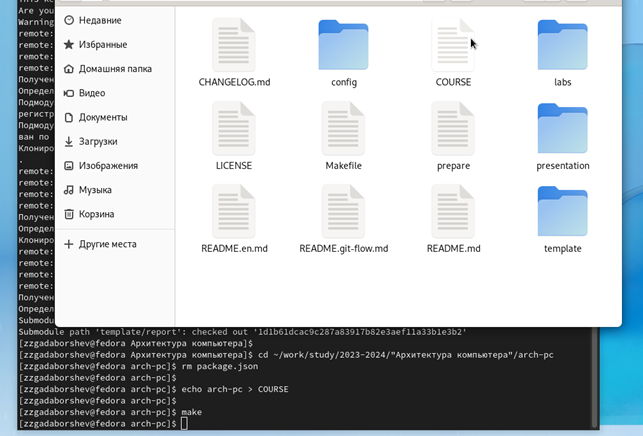 Are you
Warning
remote:
remote:
remote:
remote:
Получен
Определ
Подмоду
регистр
Подмоду
ван по
Клониро
.
remote:
remote:
remote:
remote:
Получен
Определ
Клониро
remote:
remote:
remote:
remote:
Получен
Определ
Submodu
Недавние
Избранные
Домашняя папка
Видео
Документы
Загрузки
Изображения
Музыка
Корзина
Другие места
CHANGELOG.md
config
COURSE
labs
LICENSE
Makefile
prepare
presentation
README.en.md
README.git-flow.md
README.md
template
Submodule path 'template/report': checked out '1d1b61dcac9c287a83917b82e3aef11a33b1e3b2'
[zzgadaborshev@fedora Архитектура компьютера]$
[zzgadaborshev@fedora Архитектура компьютера]$ cd ~/work/study/2023-2024/"Архитектура компьютера"/arch-pc
[zzgadaborshev@fedora arch-pc]$ rm package.json
[zzgadaborshev@fedora arch-pc]$
[zzgadaborshev@fedora arch-pc]$ echo arch-pc > COURSE
[zzgadaborshev@fedora arch-pc]$
[zzgadaborshev@fedora arch-pc]$ make
[zzgadaborshev@fedora arch-pc]$